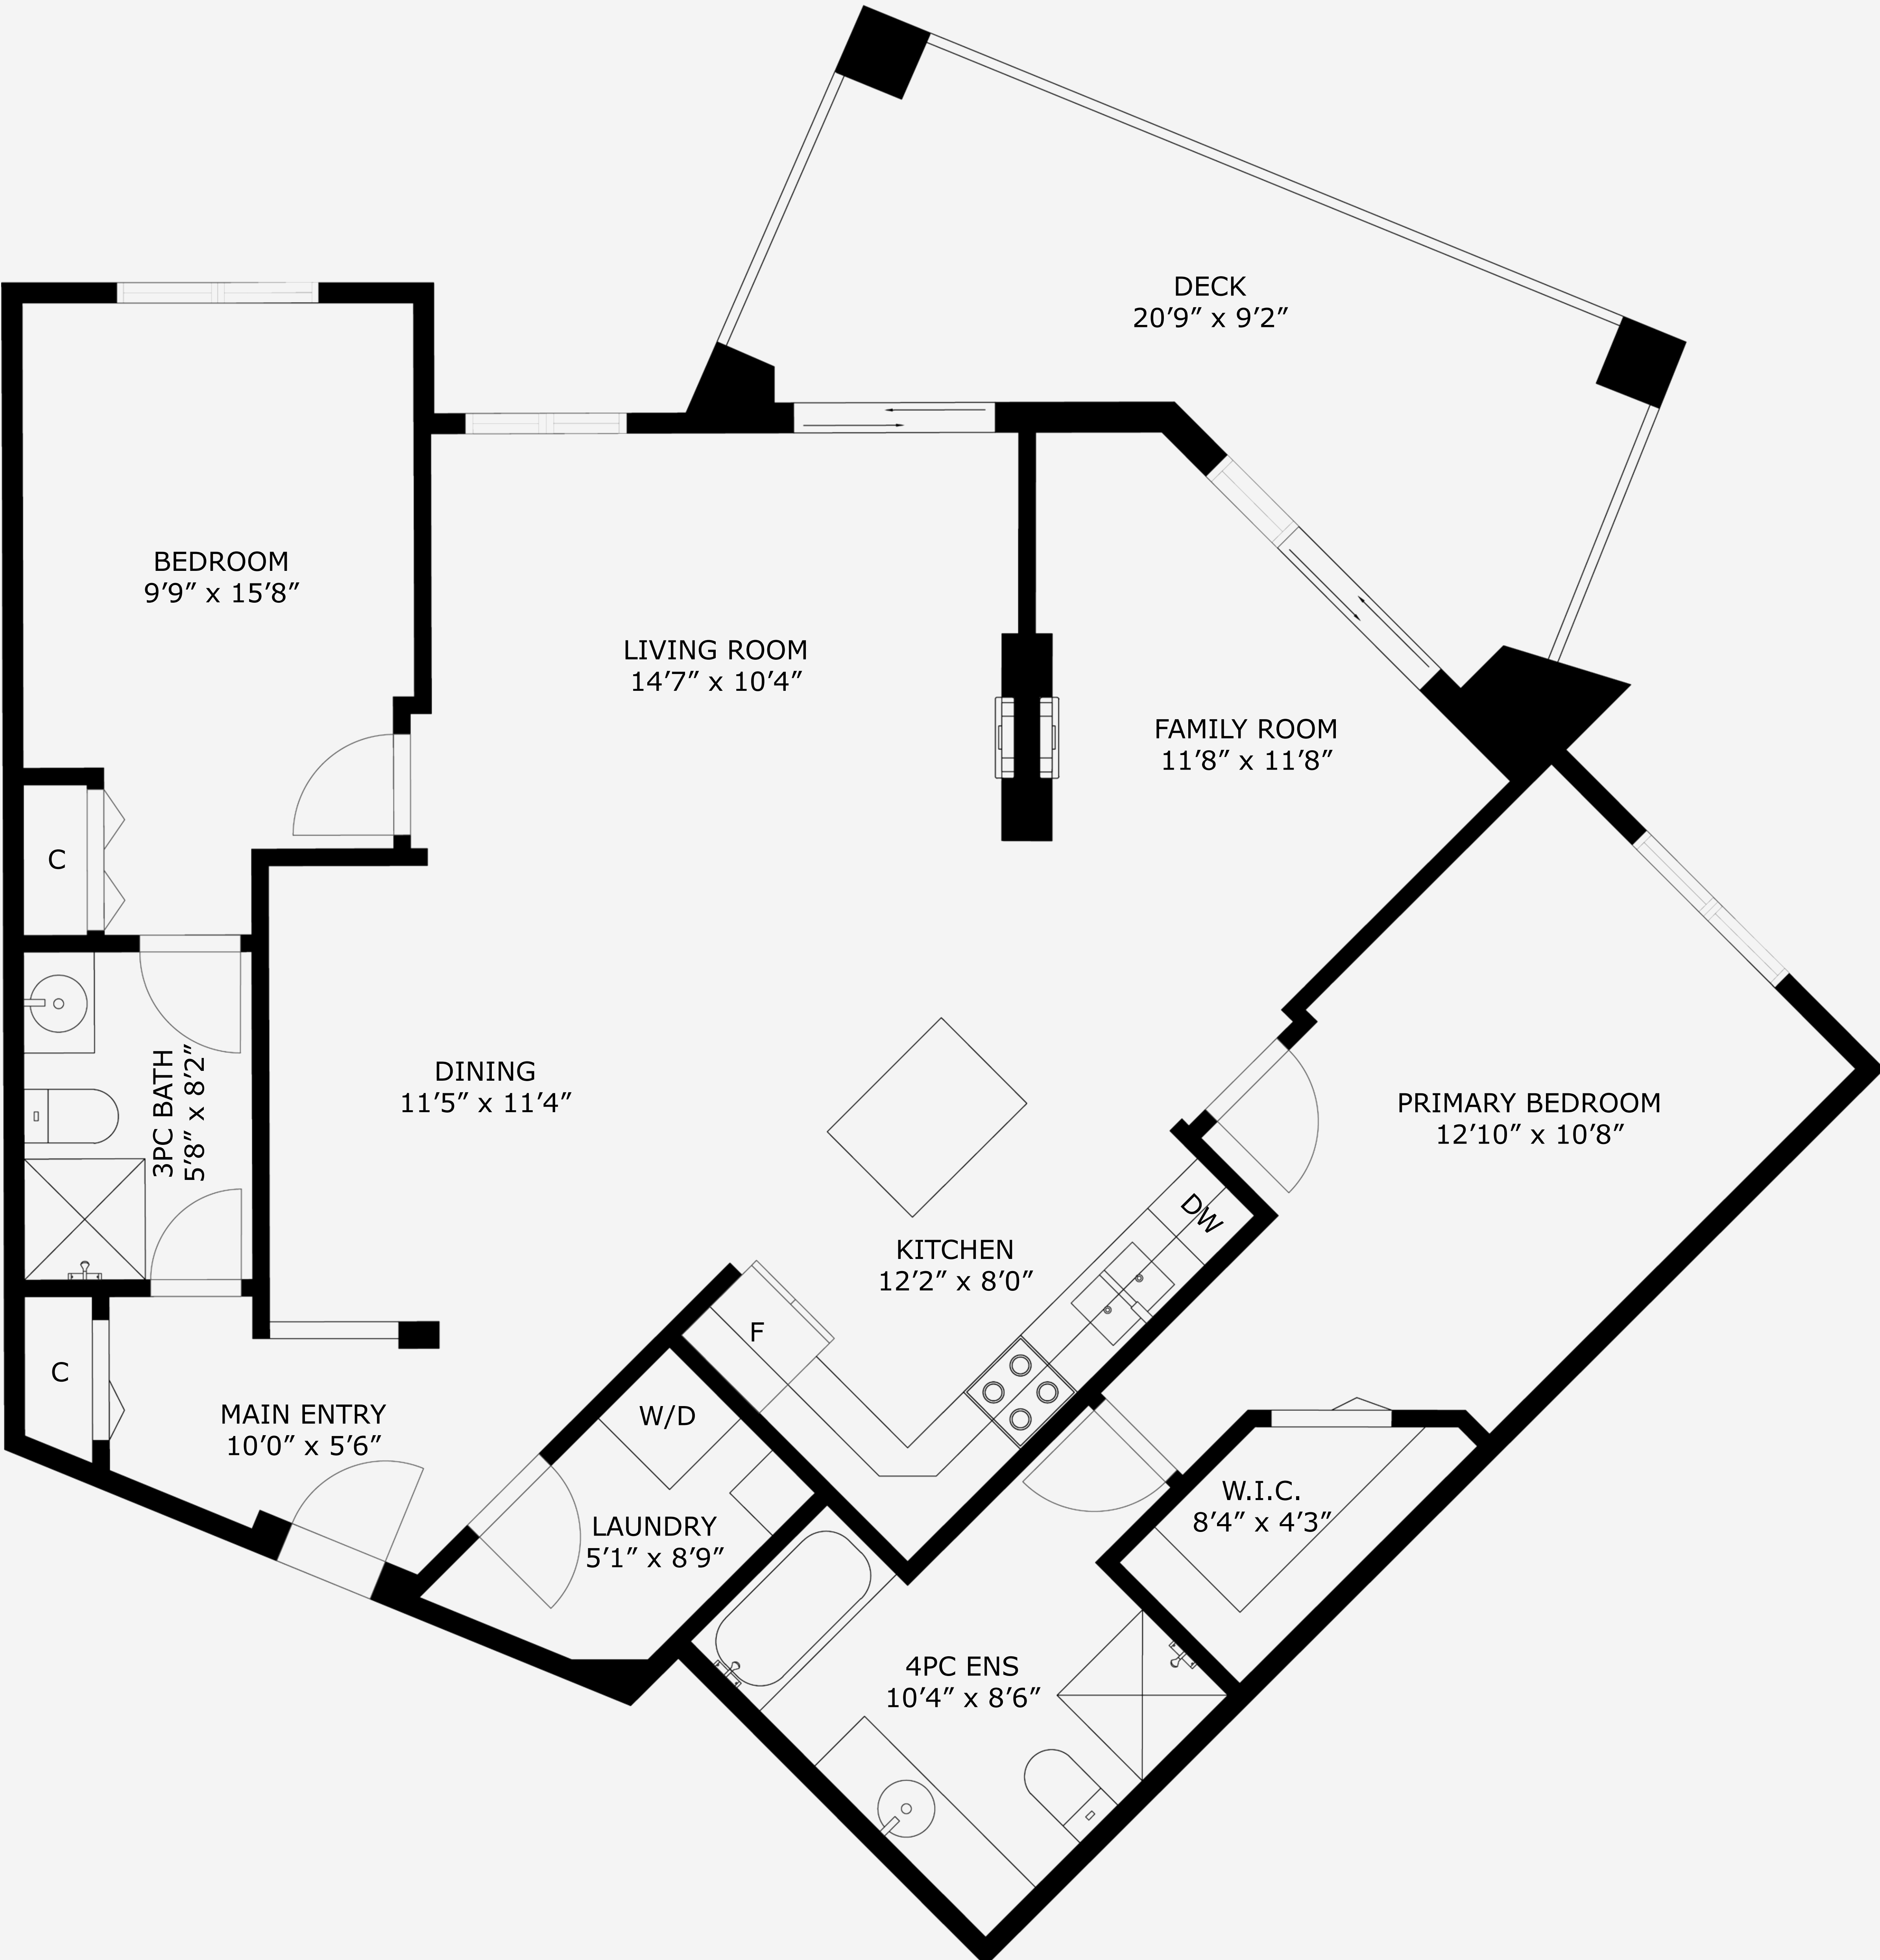 DECK
20′9″ x 9′2″
BEDROOM
9′9″ x 15′8″
LIVING ROOM
14′7″ x 10′4″
FAMILY ROOM
11′8″ x 11′8″
C
3PC BATH
5′8″ x 8′2″
DINING
11′5″ x 11′4″
PRIMARY BEDROOM
12′10″ x 10′8″
DW
KITCHEN
12′2″ x 8′0″
F
C
MAIN ENTRY
10′0″ x 5′6″
W/D
LAUNDRY
5′1″ x 8′9″
W.I.C.
8′4″ x 4′3″
4PC ENS
10′4″ x 8′6″